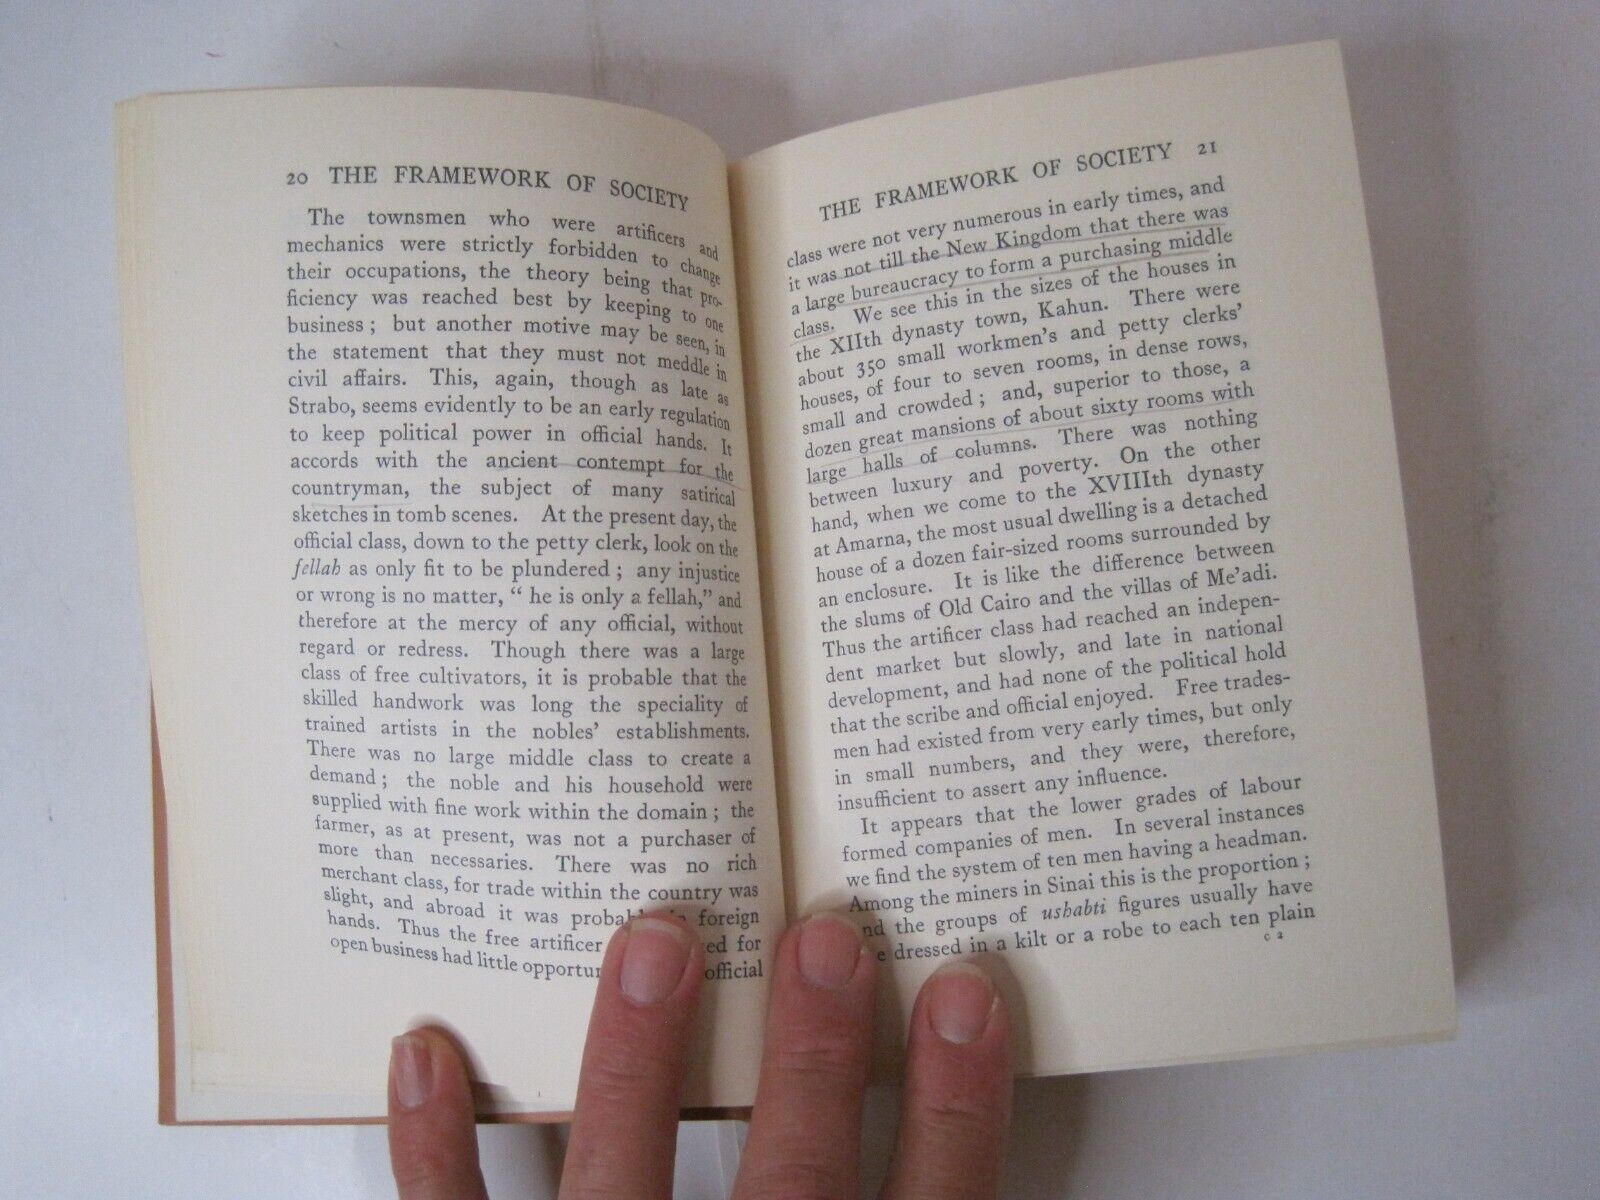 20 THE FRAMEWORK OF SOCIETY
The townsmen who were artificers and
mechanics were strictly forbidden to change
their occupations, the theory being that pro-
ficiency was reached best by keeping to one
business ; but another motive may be seen, in
the statement that they must not meddle in
civil affairs. This, again, though as late as
Strabo, seems evidently to be an early regulation
to keep political power in official hands. It
accords with the ancient contempt for the
countryman, the subject of many satirical
sketches in tomb scenes. At the present day, the
official class, down to the petty clerk, look on the
fellah as only fit to be plundered ; any injustice
or wrong is no matter, “ he is only a fellah,” and
therefore at the mercy of any official, without
regard or redress. Though there was a large
class of free cultivators, it is probable that the
skilled handwork was long the speciality of
trained artists in the nobles’ establishments.
There was no large middle class to create a
demand ; the noble and his household were
supplied with fine work within the domain ; the
farmer, as at present, was not a purchaser of
more than necessaries. There was no rich
merchant class, for trade within the country was
slight, and abroad it was probably in foreign
hands. Thus the free artificer for
open business had little official
THE FRAMEWORK OF SOCIETY 21
class were not very numerous in early times, and
it was not till the New Kingdom that there was
a large bureaucracy to form a purchasing middle
class. We see this in the sizes of the houses in
the XIIth dynasty town, Kahun. There were
about 350 small workmen’s and petty clerks’
houses, of four to seven rooms, in dense rows,
small and crowded ; and, superior to those, a
dozen great mansions of about sixty rooms with
large halls of columns. There was nothing
between luxury and poverty. On the other
hand, when we come to the XVIIIth dynasty
at Amarna, the most usual dwelling is a detached
house of a dozen fair-sized rooms surrounded by
an enclosure. It is like the difference between
the slums of Old Cairo and the villas of Me’adi.
Thus the artificer class had reached an indepen-
dent market but slowly, and late in national
development, and had none of the political hold
that the scribe and official enjoyed. Free trades-
men had existed from very early times, but only
in small numbers, and they were, therefore,
insufficient to assert any influence.
It appears that the lower grades of labour
formed companies of men. In several instances
we find the system of ten men having a headman.
Among the miners in Sinai this is the proportion ;
and the groups of ushabti figures usually have
dressed in a kilt or a robe to each ten plain
C 2